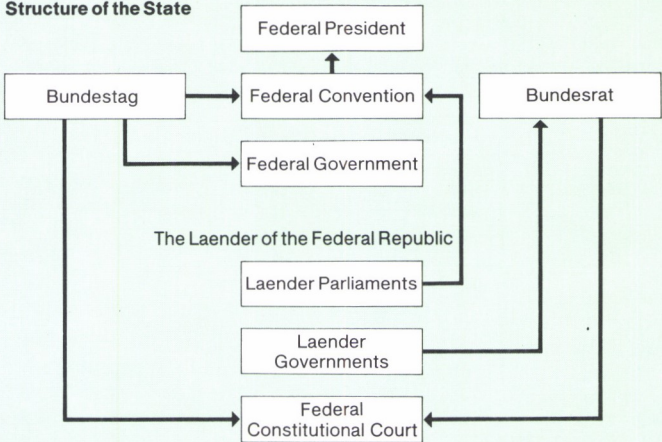 Structure of the State
Federal President
Bundestag
Federal Convention
Bundesrat
Federal Government
The Laender of the Federal Republic
Laender Parliaments
Laender
Governments
Federal
Constitutional Court